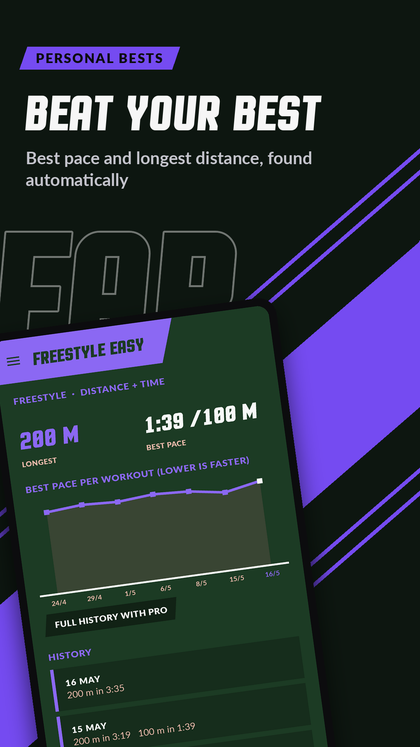 PERSONAL BESTS
BEAT YOUR BEST
Best pace and longest distance, found
automatically
FREESTYLE EASY
FREESTYLE • DISTANCE + TIME
200 M
LONGEST
1:39 /100 M
BEST PACE
BEST PACE PER WORKOUT (LOWER IS FASTER)
24/4 29/4 1/5 6/5 8/5 15/5 16/5
FULL HISTORY WITH PRO
HISTORY
16 MAY
200 m in 3:35
15 MAY
200 m in 3:19 100 m in 1:39